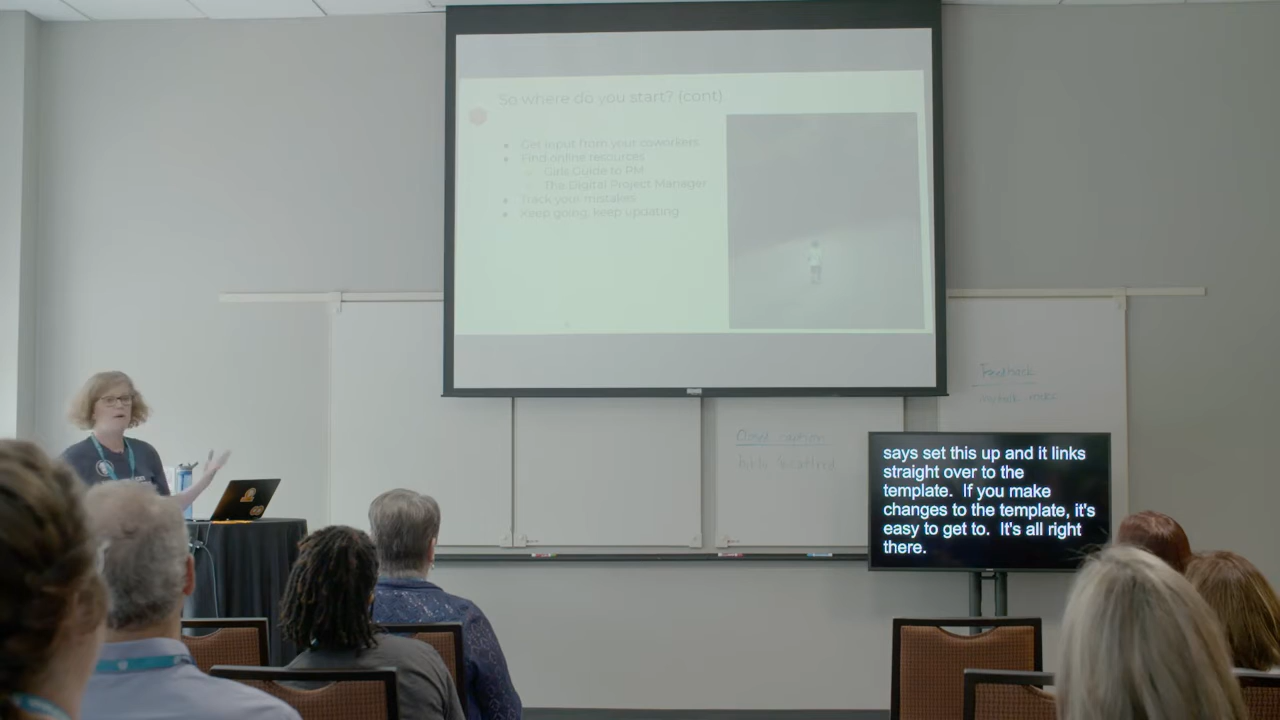 So where do you start? (cont)
● Get input from your coworkers
● Find online resources
○ Girls Guide to PM
○ The Digital Project Manager
● Track your mistakes
● Keep going, keep updating
Feedback
says set this up and it links
straight over to the
template.  If you make
changes to the template, it's
easy to get to.  It's all right
there.